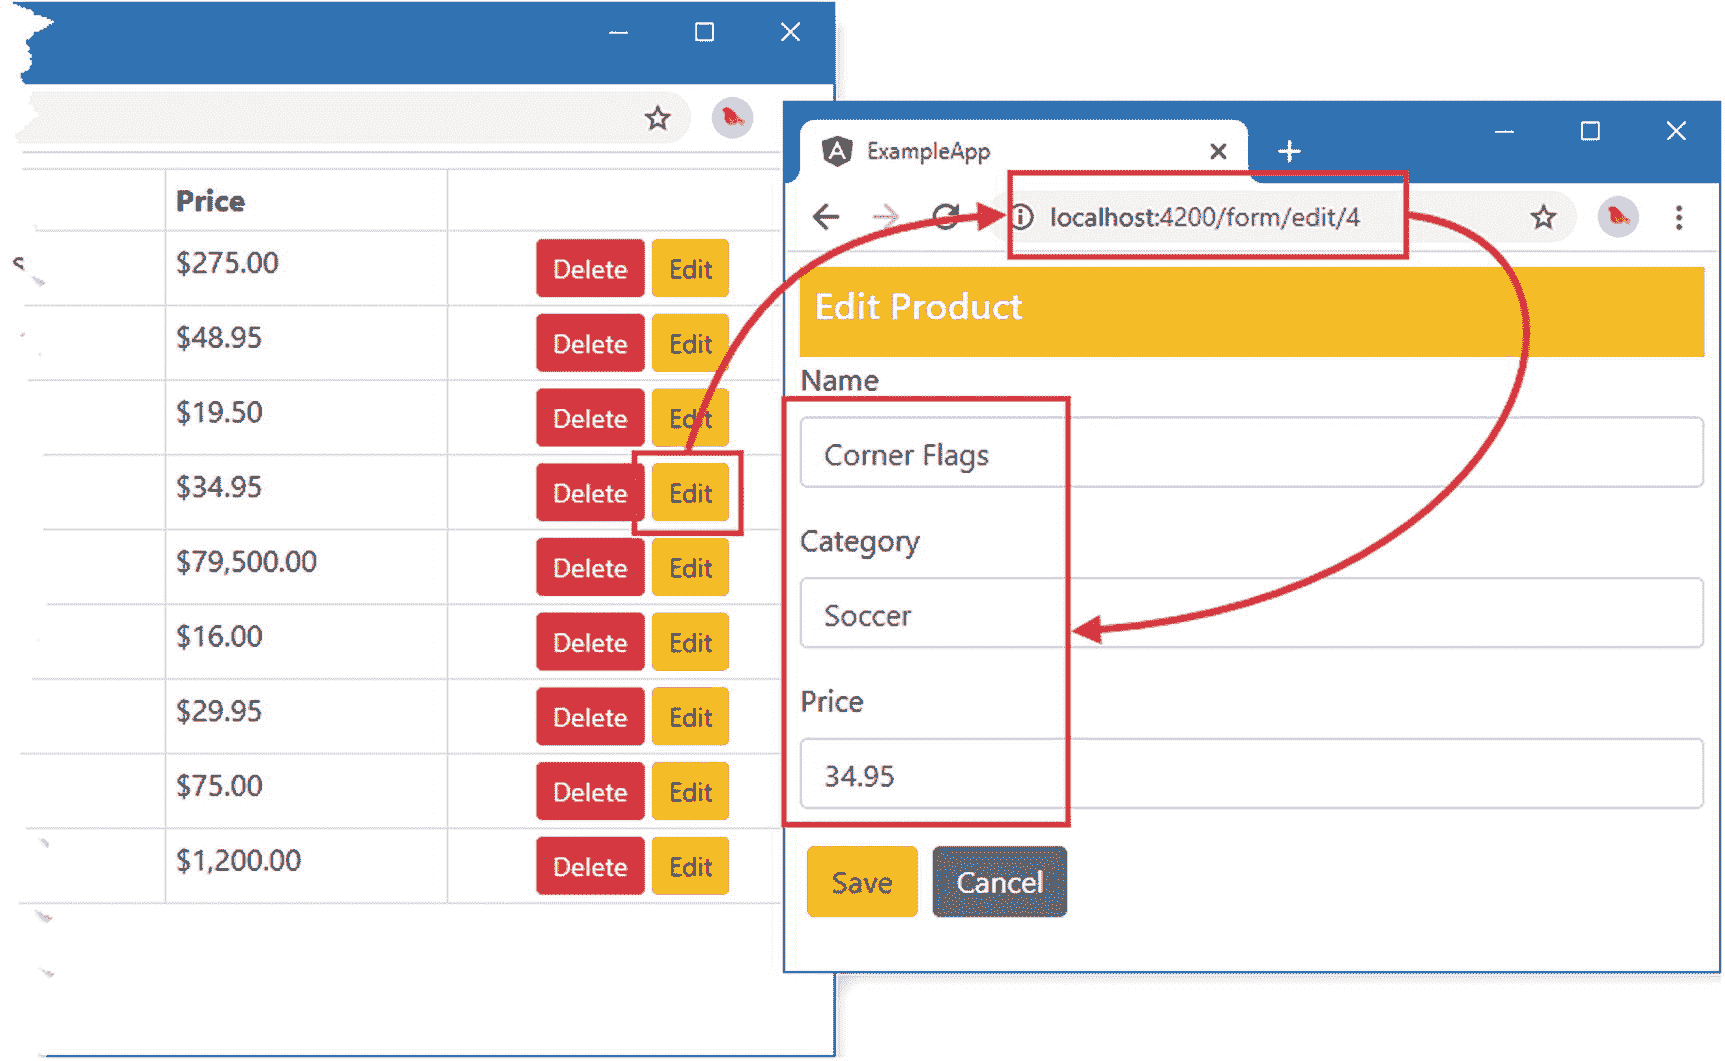 Price
$275.00 Delete Edit
$48.95 Delete Edit
$19.50 Delete Edit
$34.95 Delete Edit
$79,500.00 Delete Edit
$16.00 Delete Edit
$29.95 Delete Edit
$75.00 Delete Edit
$1,200.00 Delete Edit
ExampleApp
localhost:4200/form/edit/4
Edit Product
Name
Corner Flags
Category
Soccer
Price
34.95
Save Cancel